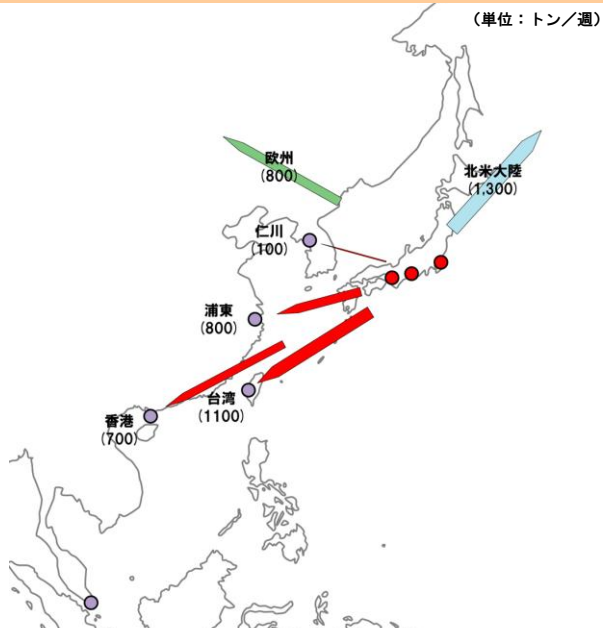 (単位：トン／週)
欧州
(800)
北米大陸
(1,300)
仁川
(100)
浦東
(800)
台湾
(1100)
香港
(700)